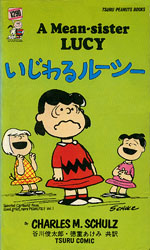 TSURU PEANUTS BOOKS
A Mean-sister
LUCY
いじわるルーシー
SCHULZ
By CHARLES M. SCHULZ
谷川俊太郎・徳重あけみ 共訳
TSURU COMIC